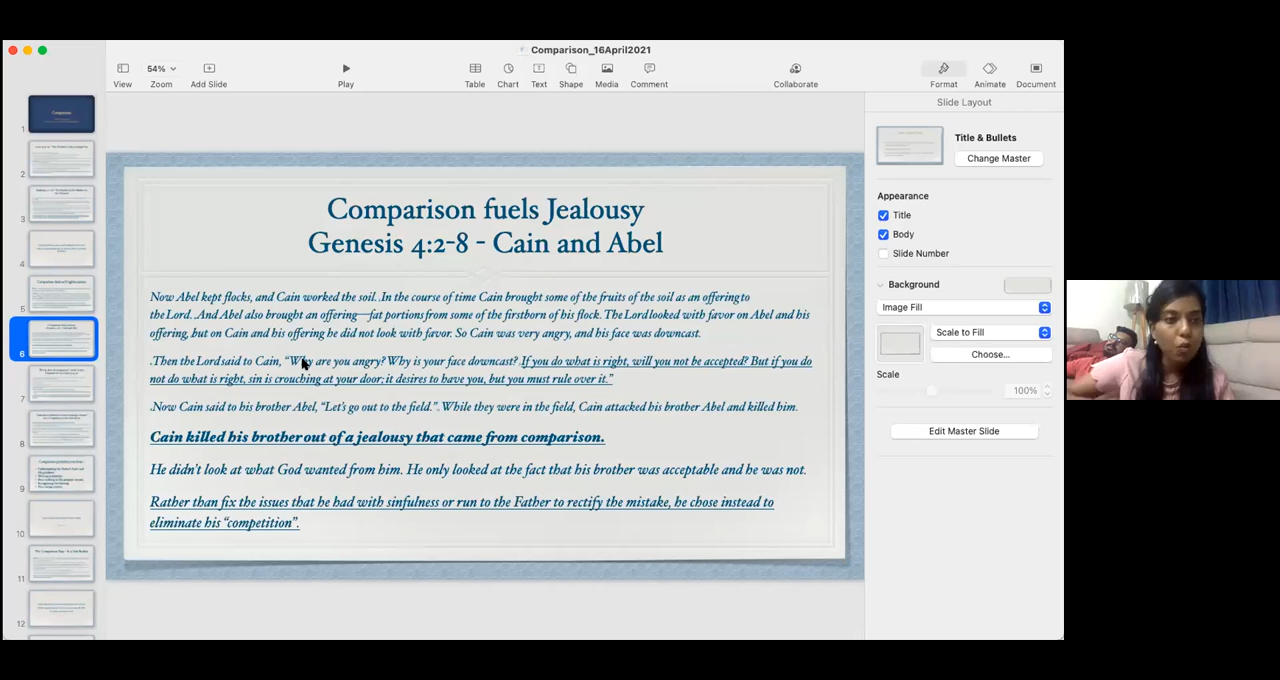 Comparison_16April2021
54%
View
Zoom
Add Slide
Play
Table
Chart
Text
Shape
Media
Comment
Collaborate
Format
Animate
Document
1
2
3
4
5
6
7
8
9
10
11
12
Comparison fuels Jealousy
Genesis 4:2-8 - Cain and Abel
Now Abel kept flocks, and Cain worked the soil. .In the course of time Cain brought some of the fruits of the soil as an offering to
the Lord. .And Abel also brought an offering—fat portions from some of the firstborn of his flock. The Lord looked with favor on Abel and his
offering, but on Cain and his offering he did not look with favor. So Cain was very angry, and his face was downcast.
.Then the Lord said to Cain, “Why are you angry? Why is your face downcast? If you do what is right, will you not be accepted? But if you do
not do what is right, sin is crouching at your door; it desires to have you, but you must rule over it.”
.Now Cain said to his brother Abel, “Let’s go out to the field.”. While they were in the field, Cain attacked his brother Abel and killed him.
Cain killed his brother out of a jealousy that came from comparison.
He didn’t look at what God wanted from him. He only looked at the fact that his brother was acceptable and he was not.
Rather than fix the issues that he had with sinfulness or run to the Father to rectify the mistake, he chose instead to
eliminate his “competition”.
Slide Layout
Title & Bullets
Change Master
Appearance
Title
Body
Slide Number
Background
Image Fill
Scale to Fill
Choose...
Scale
100%
Edit Master Slide